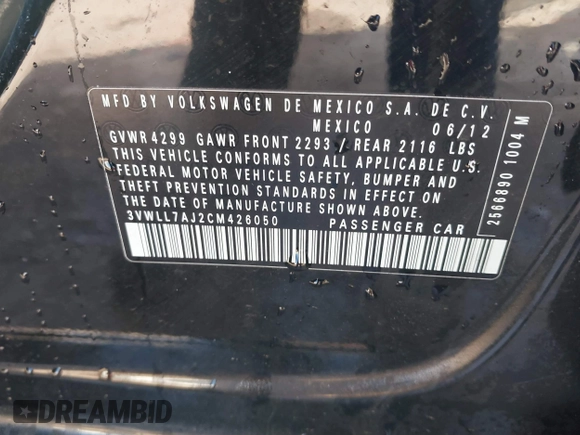 MFD BY VOLKSWAGEN DE MEXICO S.A. DE C.V.
MEXICO 06/12
GVWR 4299 GAWR FRONT 2293 / REAR 2116 LBS
THIS VEHICLE CONFORMS TO ALL APPLICABLE U.S.
FEDERAL MOTOR VEHICLE SAFETY, BUMPER AND
THEFT PREVENTION STANDARDS IN EFFECT ON
THE DATE OF MANUFACTURE SHOWN ABOVE.
3VWLL7AJ2CM426050 PASSENGER CAR
2566890 1004 M
DREAMBID